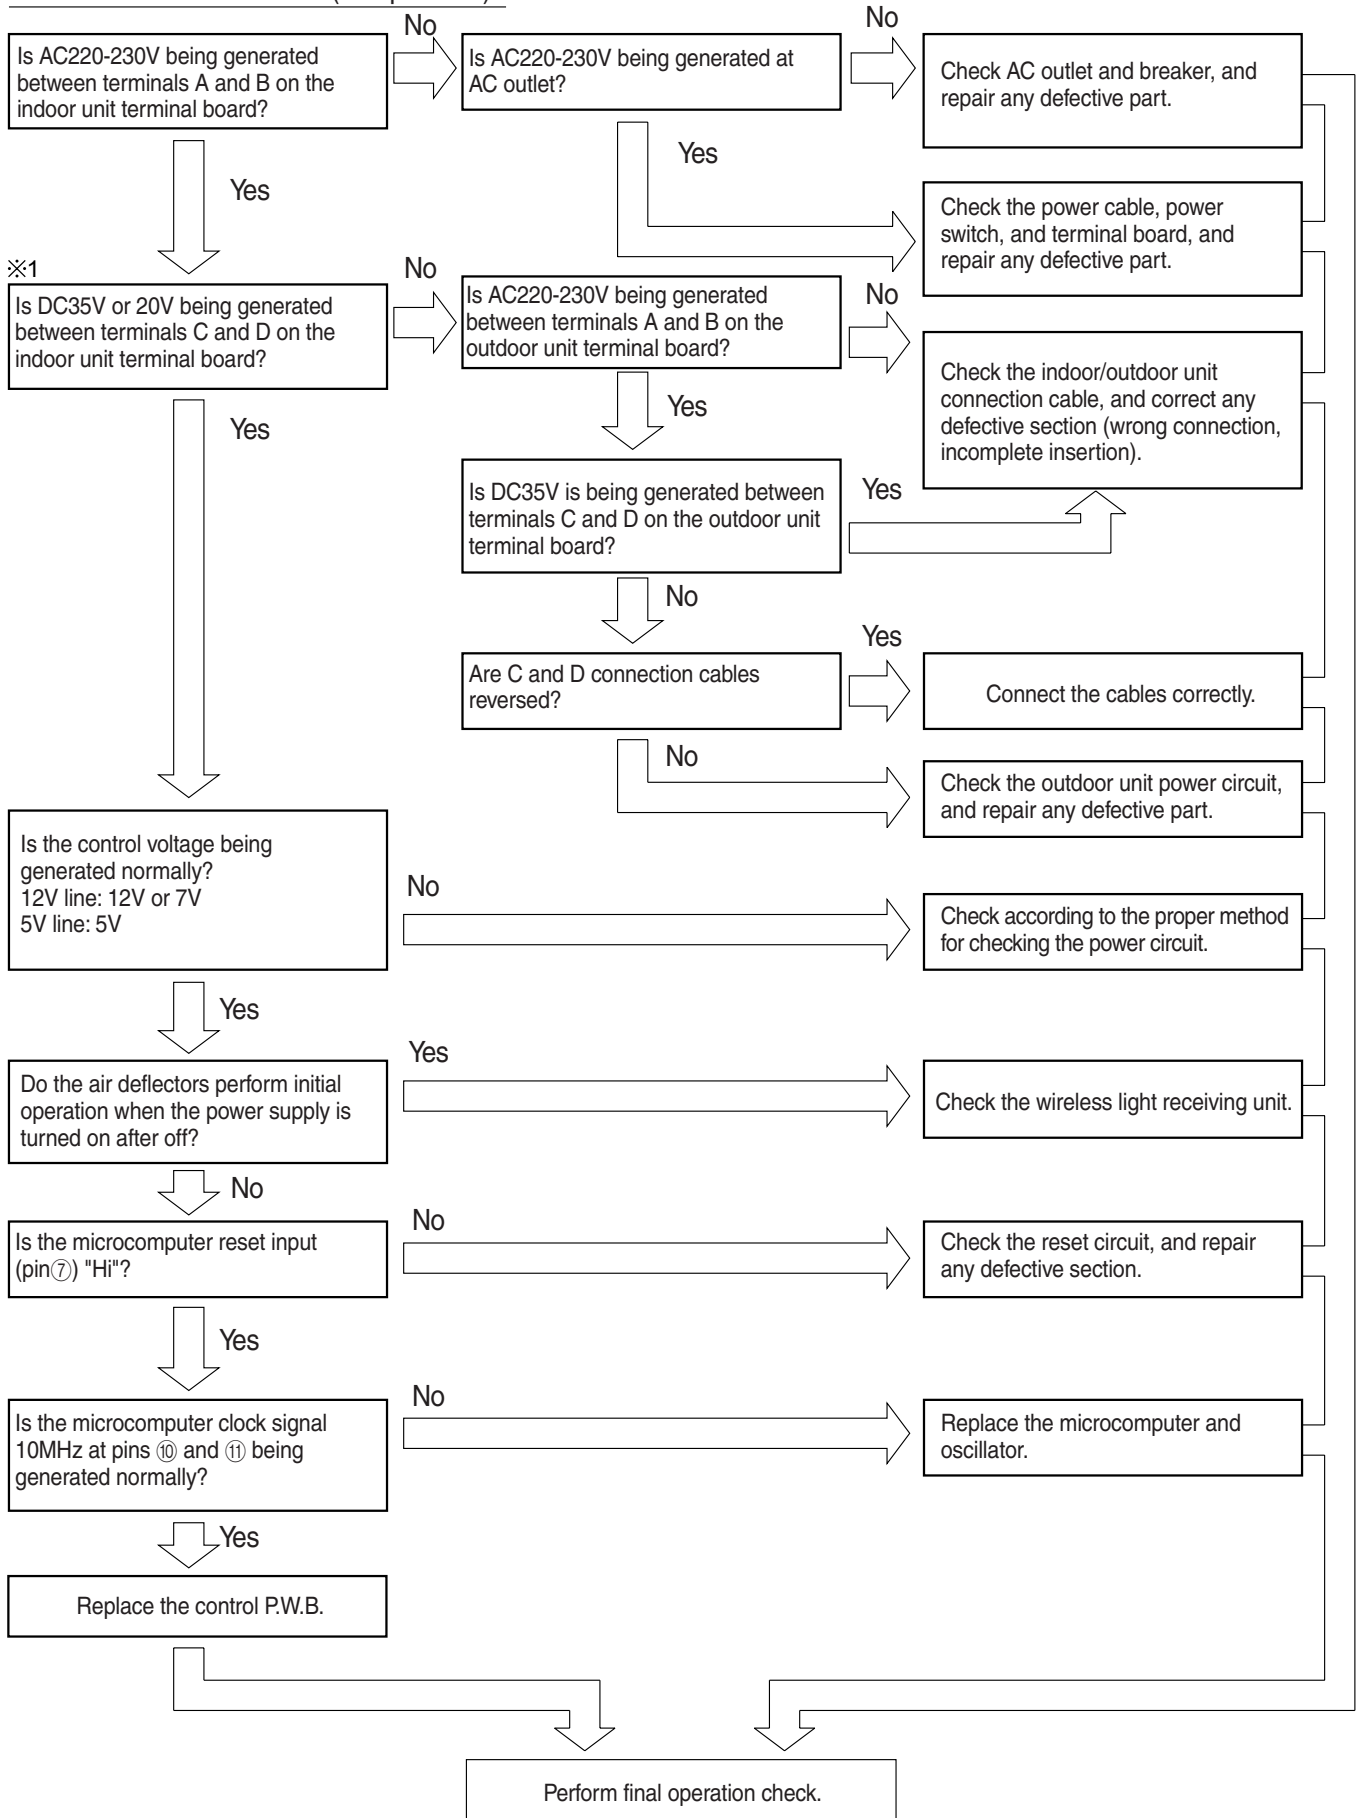 No
No
Is AC220-230V being generated
between terminals A and B on the
indoor unit terminal board?
Is AC220-230V being generated at
AC outlet?
Check AC outlet and breaker, and
repair any defective part.
Yes
Yes
Check the power cable, power
switch, and terminal board, and
repair any defective part.
※1
No
No
Is DC35V or 20V being generated
between terminals C and D on the
indoor unit terminal board?
Is AC220-230V being generated
between terminals A and B on the
outdoor unit terminal board?
Check the indoor/outdoor unit
connection cable, and correct any
defective section (wrong connection,
incomplete insertion).
Yes
Yes
Is DC35V is being generated between
terminals C and D on the outdoor unit
terminal board?
Yes
No
Are C and D connection cables
reversed?
Yes
Connect the cables correctly.
No
Check the outdoor unit power circuit,
and repair any defective part.
Is the control voltage being
generated normally?
12V line: 12V or 7V
5V line: 5V
No
Check according to the proper method
for checking the power circuit.
Yes
Do the air deflectors perform initial
operation when the power supply is
turned on after off?
Yes
Check the wireless light receiving unit.
No
Is the microcomputer reset input
(pin⑦) "Hi"?
No
Check the reset circuit, and repair
any defective section.
Yes
Is the microcomputer clock signal
10MHz at pins ⑩ and ⑪ being
generated normally?
No
Replace the microcomputer and
oscillator.
Yes
Replace the control P.W.B.
Perform final operation check.